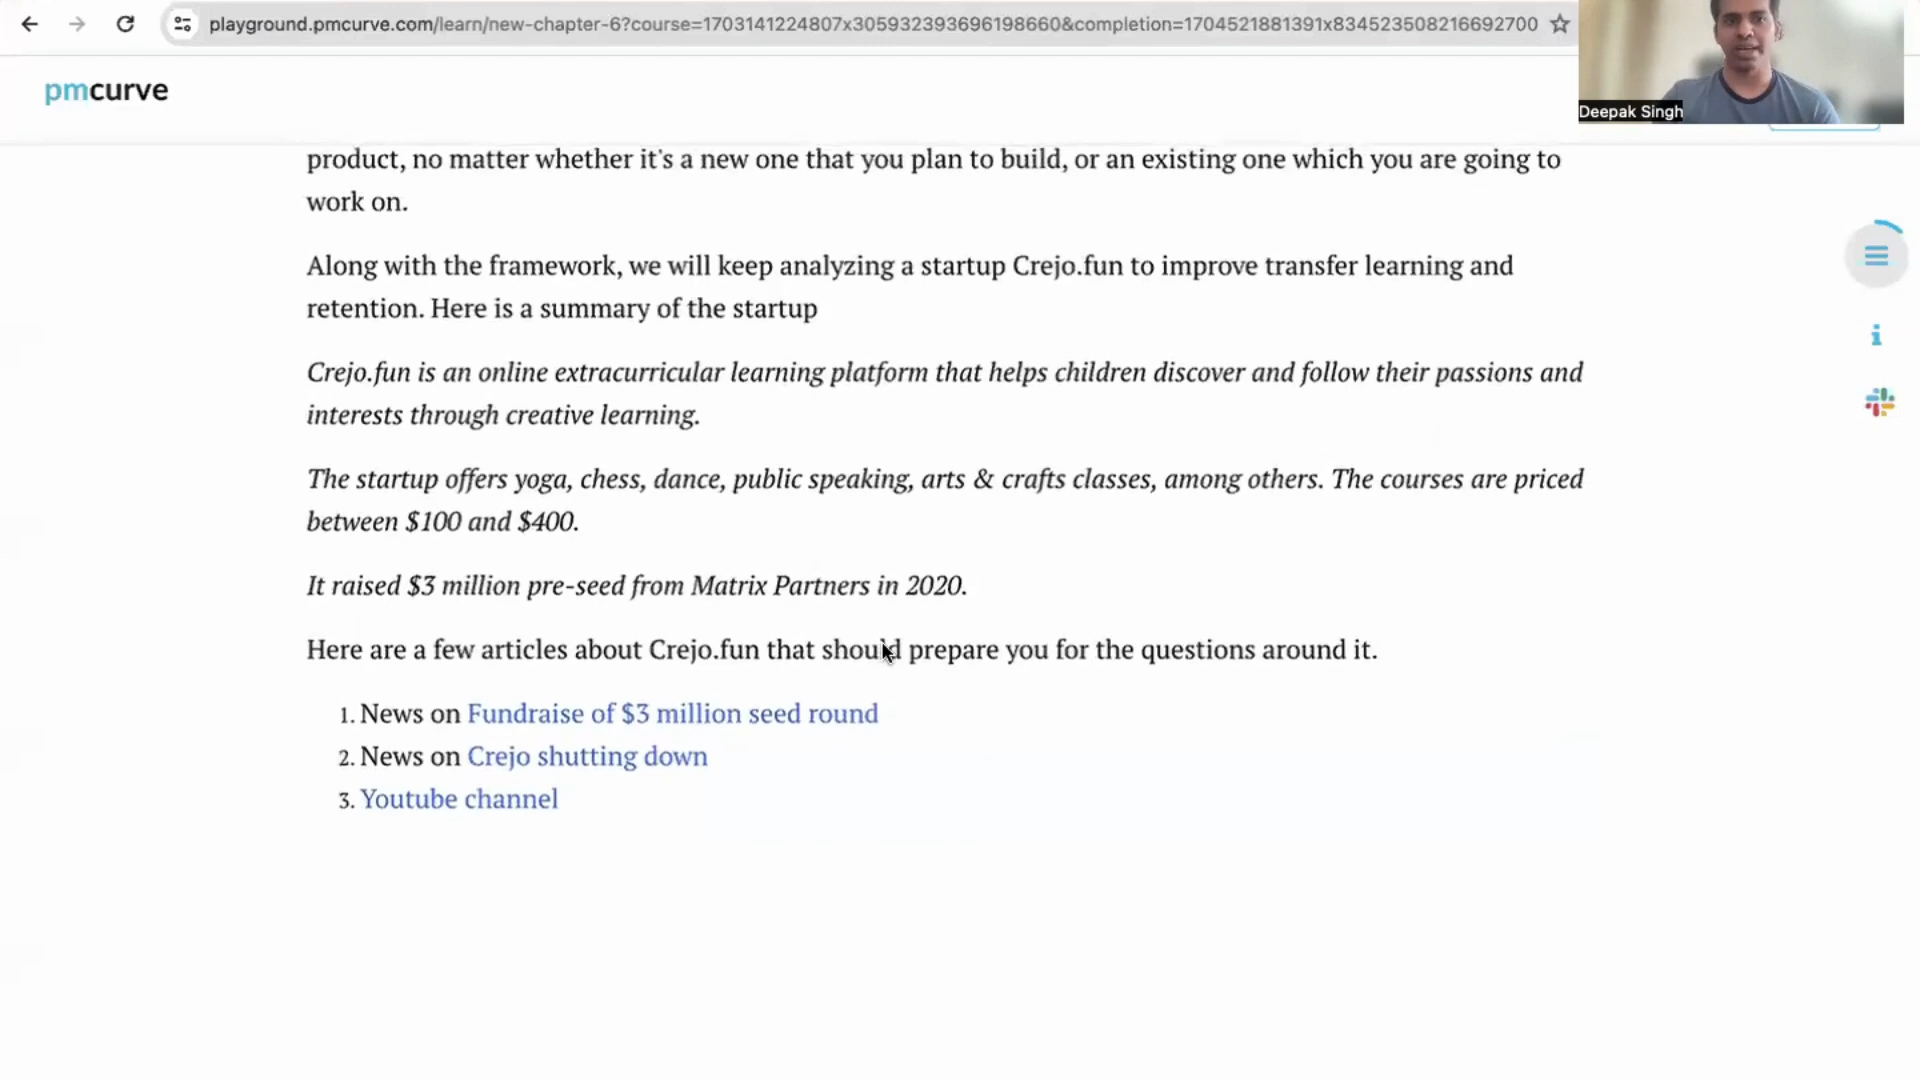 playground.pmcurve.com/learn/new-chapter-6?course=1703141224807x305932393696198660&completion=1704521881391x834523508216692700
Deepak Singh
pmcurve
product, no matter whether it's a new one that you plan to build, or an existing one which you are going to
work on.
Along with the framework, we will keep analyzing a startup Crejo.fun to improve transfer learning and
retention. Here is a summary of the startup
Crejo.fun is an online extracurricular learning platform that helps children discover and follow their passions and
interests through creative learning.
The startup offers yoga, chess, dance, public speaking, arts & crafts classes, among others. The courses are priced
between $100 and $400.
It raised $3 million pre-seed from Matrix Partners in 2020.
Here are a few articles about Crejo.fun that should prepare you for the questions around it.
1. News on Fundraise of $3 million seed round
2. News on Crejo shutting down
3. Youtube channel